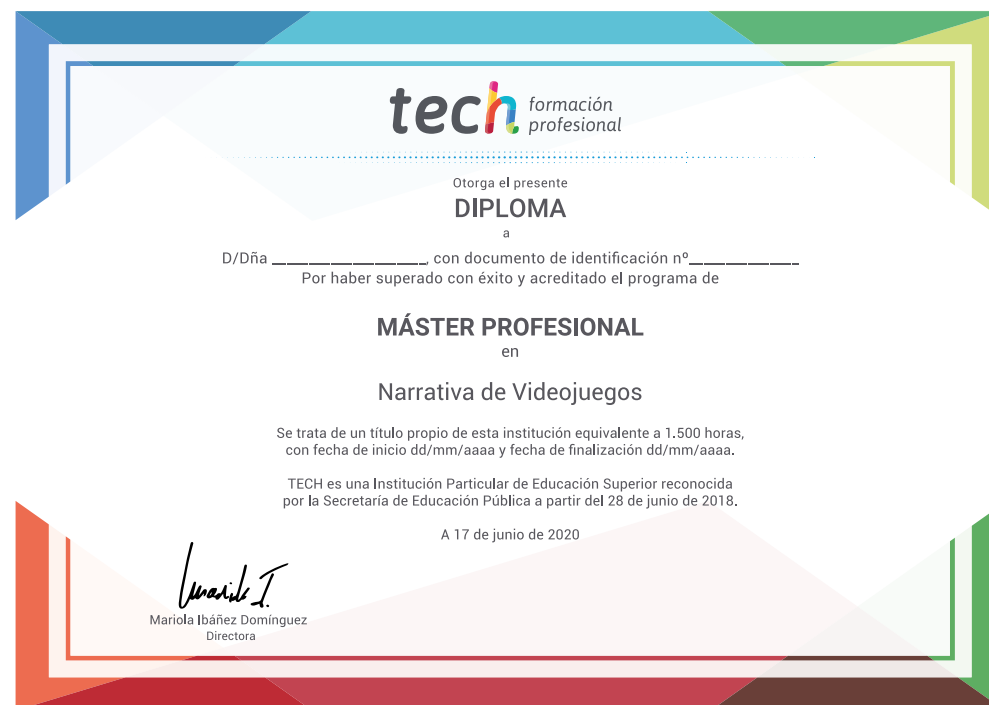 tech formación
profesional
Otorga el presente
DIPLOMA
a
D/Dña ____________________, con documento de identificación nº______________
Por haber superado con éxito y acreditado el programa de
MÁSTER PROFESIONAL
en
Narrativa de Videojuegos
Se trata de un título propio de esta institución equivalente a 1.500 horas,
con fecha de inicio dd/mm/aaaa y fecha de finalización dd/mm/aaaa.
TECH es una Institución Particular de Educación Superior reconocida
por la Secretaría de Educación Pública a partir del 28 de junio de 2018.
A 17 de junio de 2020
Mariola Ibáñez Domínguez
Directora